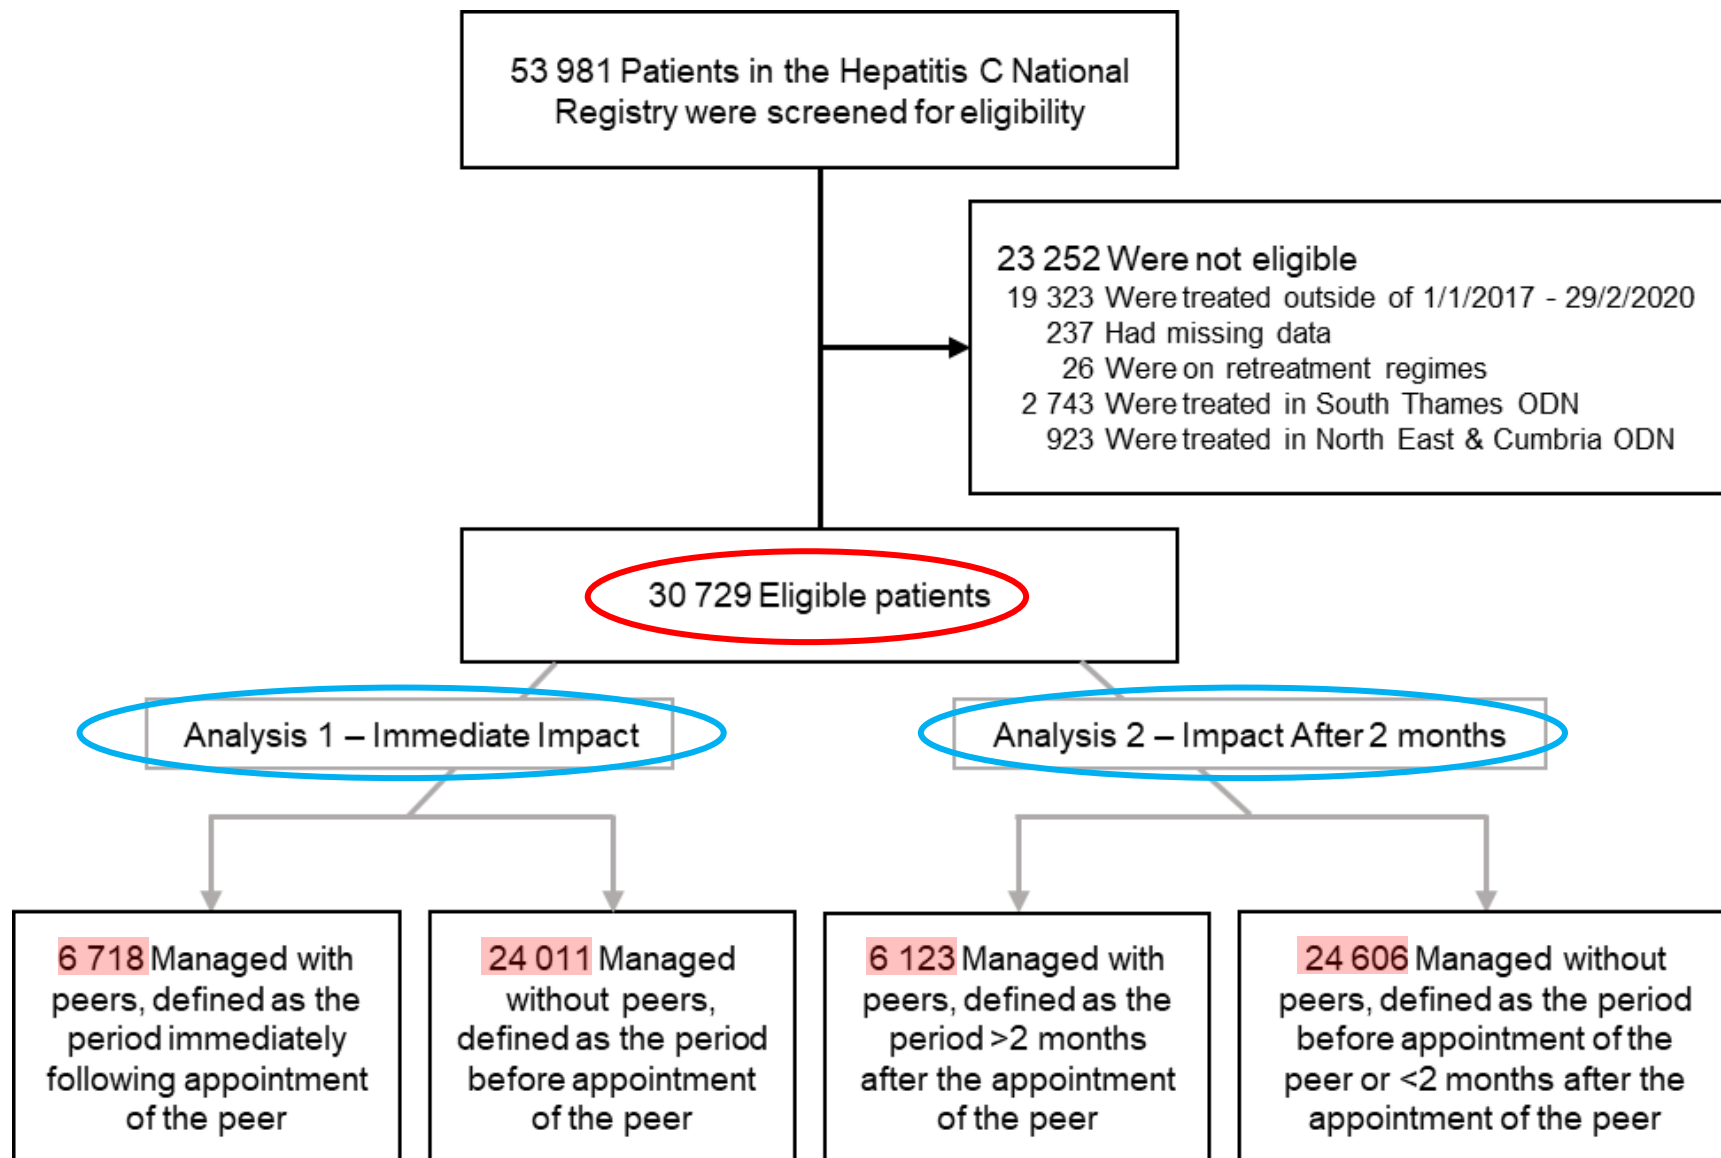 53 981 Patients in the Hepatitis C National
Registry were screened for eligibility
23 252 Were not eligible
19 323 Were treated outside of 1/1/2017 - 29/2/2020
237 Had missing data
26 Were on retreatment regimes
2 743 Were treated in South Thames ODN
923 Were treated in North East & Cumbria ODN
30 729 Eligible patients
Analysis 1 – Immediate Impact
Analysis 2 – Impact After 2 months
6 718 Managed with
peers, defined as the
period immediately
following appointment
of the peer
24 011 Managed
without peers,
defined as the period
before appointment
of the peer
6 123 Managed with
peers, defined as the
period >2 months
after the appointment
of the peer
24 606 Managed without
peers, defined as the period
before appointment of the
peer or <2 months after the
appointment of the peer